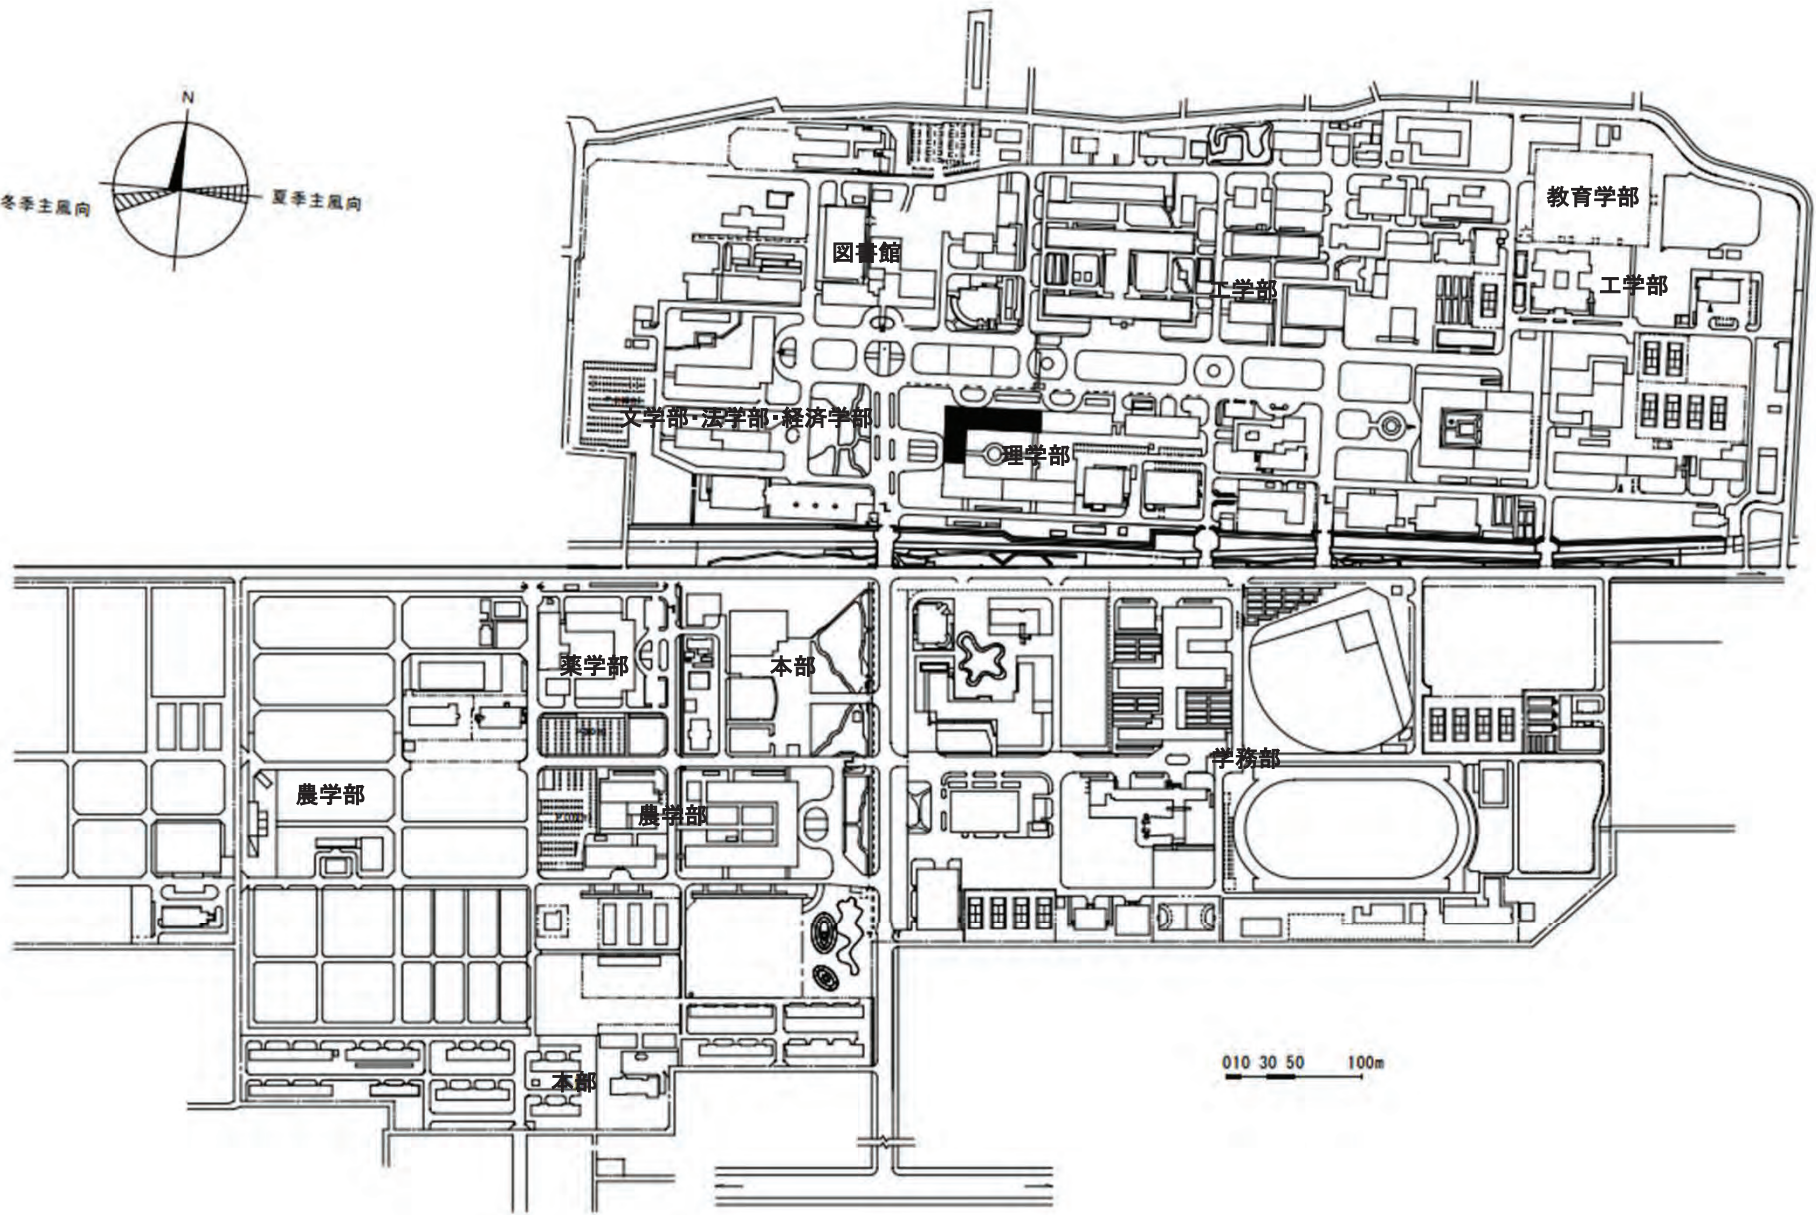 N
冬季主風向
夏季主風向
教育学部
図書館
工学部
工学部
文学部・法学部・経済学部
理学部
薬学部
本部
学務部
農学部
農学部
010 30 50 100m
本部